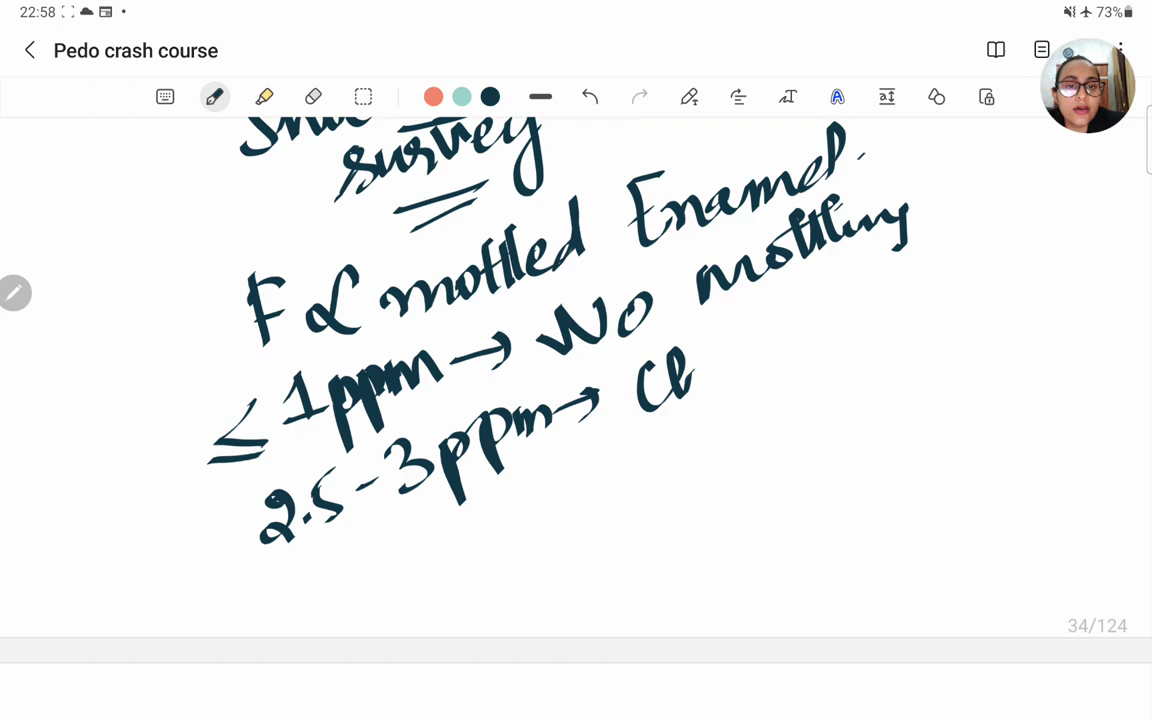 22:58
73%
Pedo crash course
survey
F α mottled Enamel.
≤ 1ppm → No mottling
2.5-3ppm → Cl
34/124